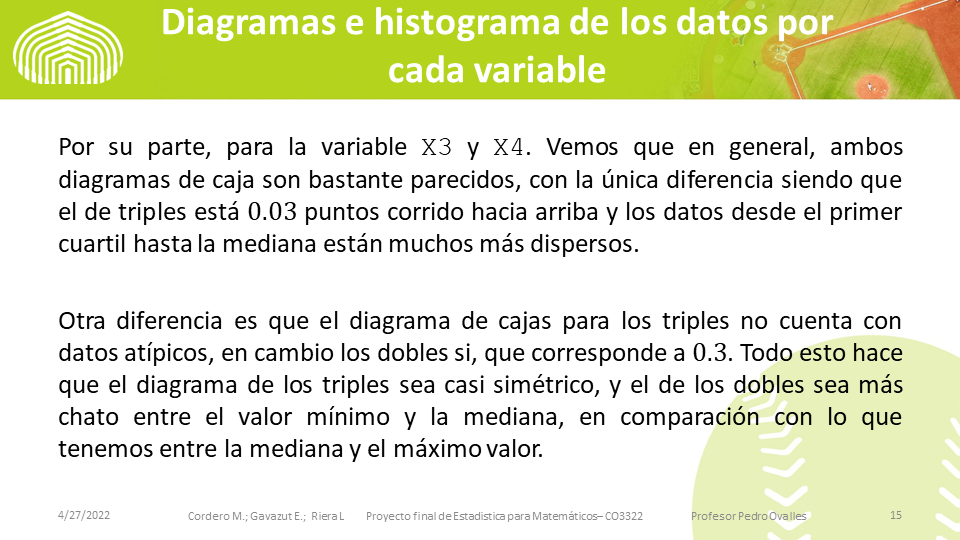 Diagramas e histograma de los datos por
cada variable
Por su parte, para la variable X3 y X4. Vemos que en general, ambos
diagramas de caja son bastante parecidos, con la única diferencia siendo que
el de triples está 0.03 puntos corrido hacia arriba y los datos desde el primer
cuartil hasta la mediana están muchos más dispersos.
Otra diferencia es que el diagrama de cajas para los triples no cuenta con
datos atípicos, en cambio los dobles si, que corresponde a 0.3. Todo esto hace
que el diagrama de los triples sea casi simétrico, y el de los dobles sea más
chato entre el valor mínimo y la mediana, en comparación con lo que
tenemos entre la mediana y el máximo valor.
4/27/2022 Cordero M.; Gavazut E.; Riera L Proyecto final de Estadistica para Matemáticos– CO3322 Profesor Pedro Ovalles 15